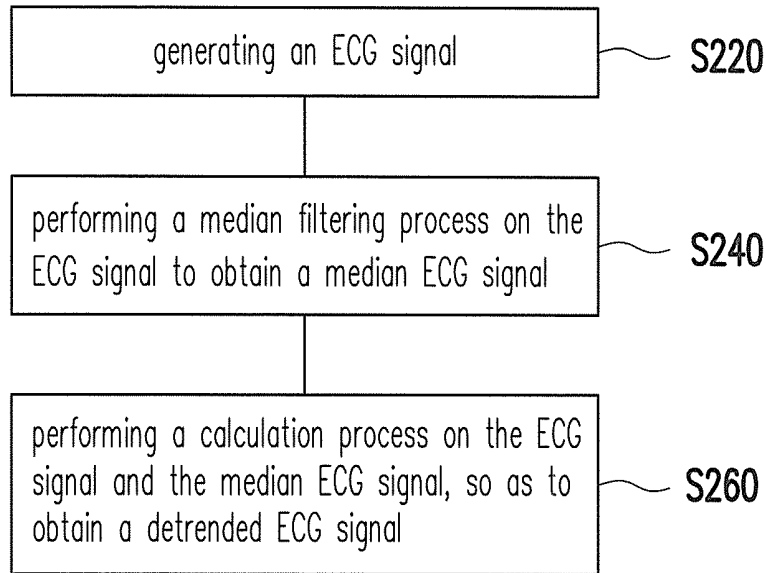 generating an ECG signal
S220
performing a median filtering process on the
ECG signal to obtain a median ECG signal
S240
performing a calculation process on the ECG
signal and the median ECG signal, so as to
obtain a detrended ECG signal
S260